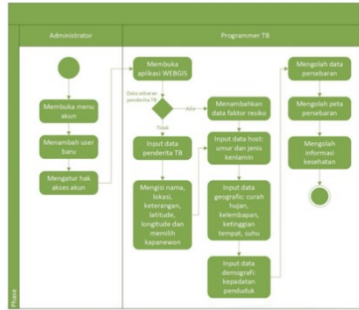 Administrator
Programmer TB
Membuka menu
akun
Menambah user
baru
Mengatur hak
akses akun
Membuka
aplikasi WEBGIS
Data sebaran
penderita TB
Ada
Tidak
Input data
penderita TB
Mengisi nama,
lokasi,
keterangan,
latitude,
longitude dan
memilih
kapanewon
Menambahkan
data faktor resiko
Input data host:
umur dan jenis
kenlamin
Input data
geografis: curah
hujan,
kelembapan,
ketinggian
tempat, suhu
Input data
demografi:
kepadatan
penduduk
Mengolah data
persebaran
Mengolah peta
persebaran
Mengolah
informasi
kesehatan
Phase